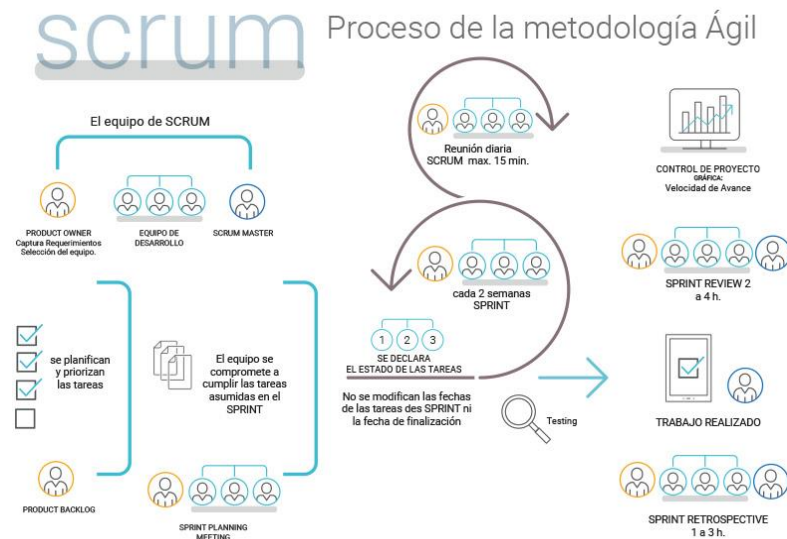 scrum
Proceso de la metodología Ágil
El equipo de SCRUM
PRODUCT OWNER
Captura Requerimientos
Selección del equipo.
EQUIPO DE
DESARROLLO
SCRUM MASTER
se planifican
y priorizan
las tareas
El equipo se
compromete a
cumplir las tareas
asumidas en el
SPRINT
PRODUCT BACKLOG
SPRINT PLANNING
MEETING
Reunión diaria
SCRUM max. 15 min.
cada 2 semanas
SPRINT
1 2 3
SE DECLARA
EL ESTADO DE LAS TAREAS
No se modifican las fechas
de las tareas des SPRINT ni
la fecha de finalización
Testing
CONTROL DE PROYECTO
GRÁFICA:
Velocidad de Avance
SPRINT REVIEW 2
a 4 h.
TRABAJO REALIZADO
SPRINT RETROSPECTIVE
1 a 3 h.